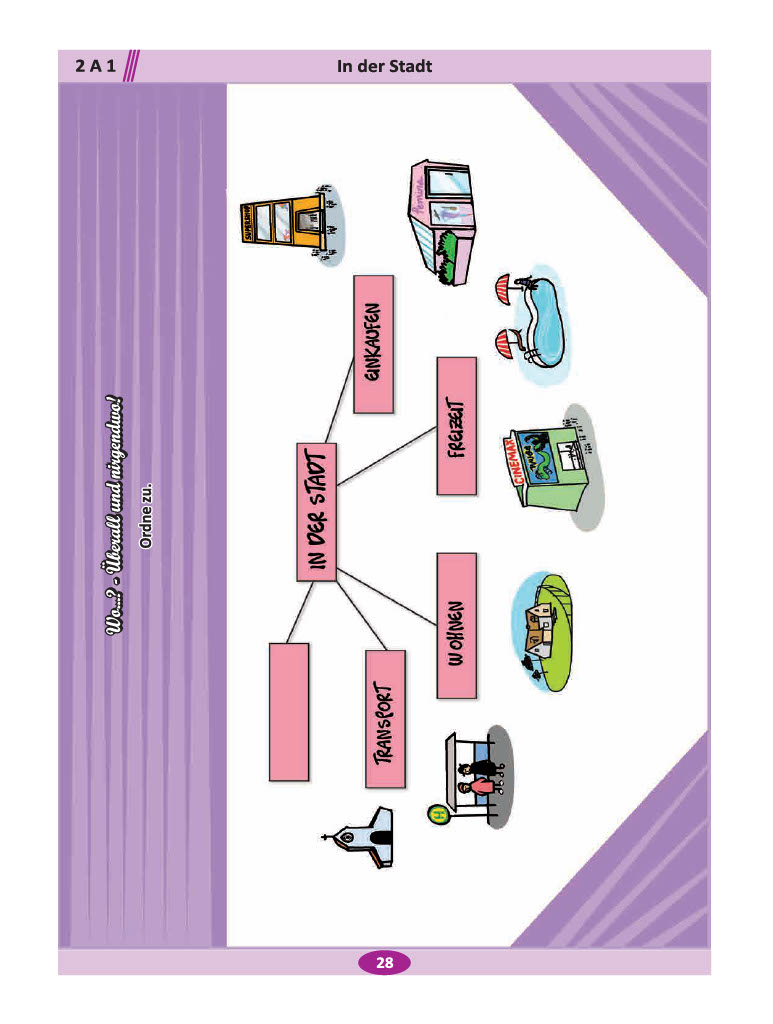 2 A 1
In der Stadt
Wo...? - Überall und nirgendwo!
Ordne zu.
IN DER STADT
EINKAUFEN
FREIZEIT
WOHNEN
TRANSPORT
CINEMAX
H
28